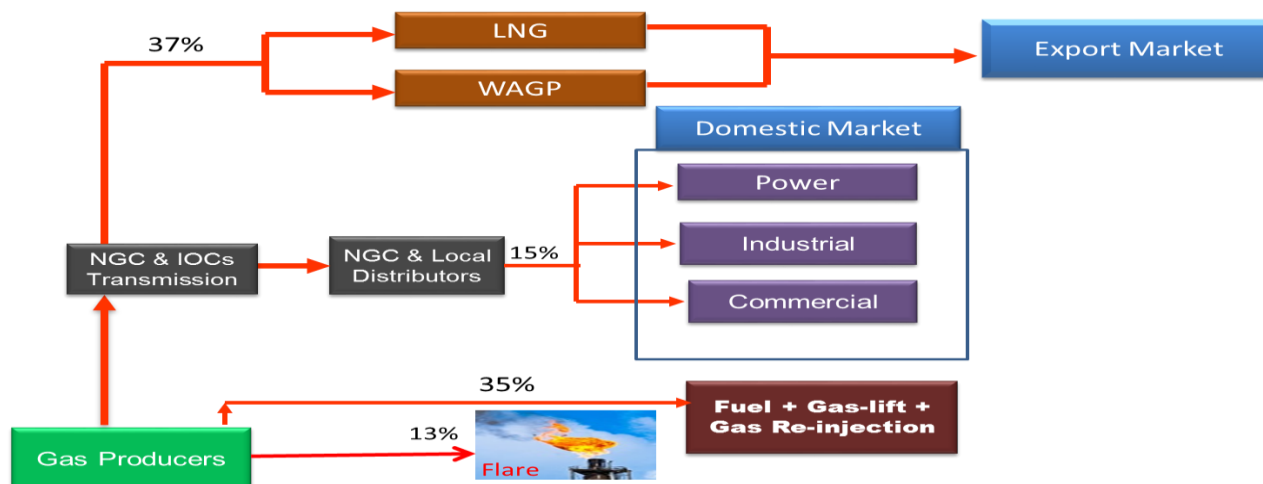 37%
LNG
WAGP
Export Market
Domestic Market
Power
Industrial
Commercial
NGC & IOCs
Transmission
NGC & Local
Distributors
15%
35%
Fuel + Gas-lift +
Gas Re-injection
Gas Producers
13%
Flare